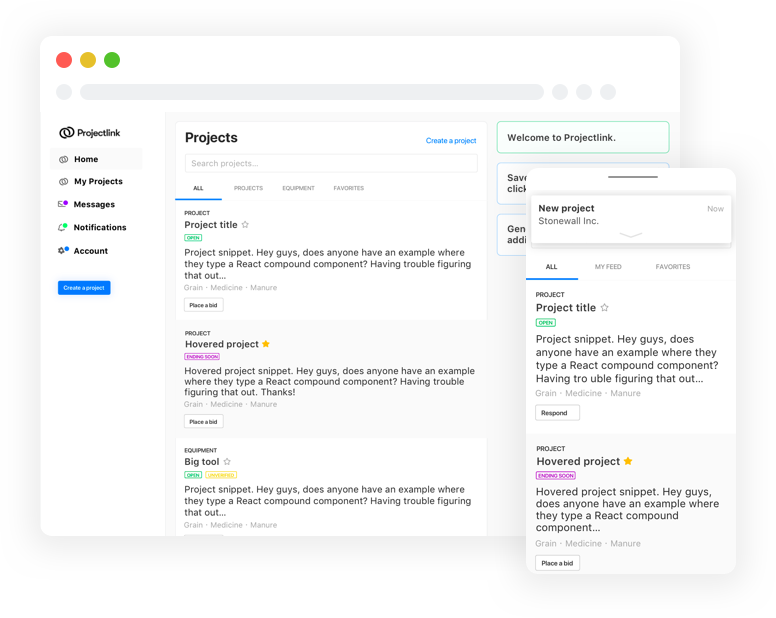 Projectlink
Home
My Projects
Messages
Notifications
Account
Create a project
Projects
Create a project
Search projects...
ALL
PROJECTS
EQUIPMENT
FAVORITES
PROJECT
Project title
OPEN
Project snippet. Hey guys, does anyone have an example where
they type a React compound component? Having trouble figuring
that out...
Grain · Medicine · Manure
Place a bid
PROJECT
Hovered project
ENDING SOON
Hovered project snippet. Hey guys, does anyone have an example
where they type a React compound component? Having trouble
figuring that out. Thanks!
Grain · Medicine · Manure
Place a bid
EQUIPMENT
Big tool
OPEN
UNVERIFIED
Project snippet. Hey guys, does anyone have an example where
they type a React compound component? Having trouble figuring
that out...
Grain · Medicine · Manure
Welcome to Projectlink.
Save
click
Gen
addi
New project
Now
Stonewall Inc.
ALL
MY FEED
FAVORITES
PROJECT
Project title
OPEN
Project snippet. Hey guys, does
anyone have an example where they
type a React compound component?
Having tro uble figuring that out...
Grain · Medicine · Manure
Respond
PROJECT
Hovered project
ENDING SOON
Hovered project snippet. Hey guys,
does anyone have an example where
they type a React compound
component...
Grain · Medicine · Manure
Place a bid